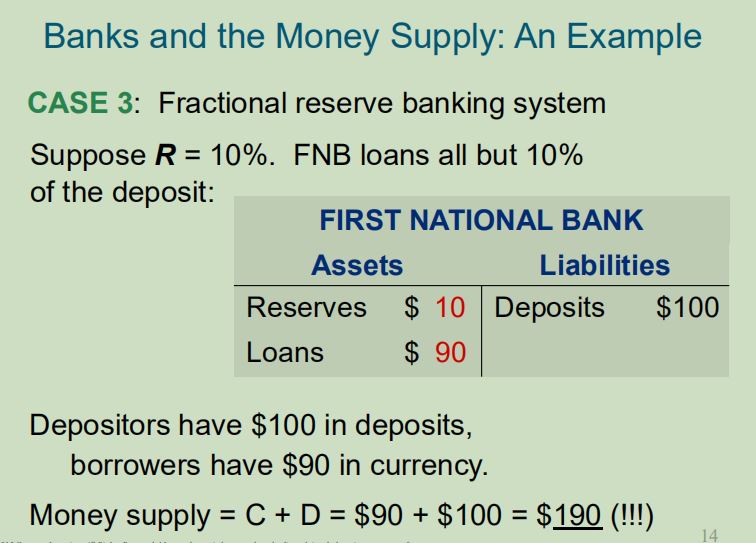 Banks and the Money Supply: An Example
CASE 3: Fractional reserve banking system
Suppose R = 10%. FNB loans all but 10%
of the deposit:
FIRST NATIONAL BANK
Assets Liabilities
Reserves $ 10 Deposits $100
Loans $ 90
Depositors have $100 in deposits,
borrowers have $90 in currency.
Money supply = C + D = $90 + $100 = $190 (!!!)
14